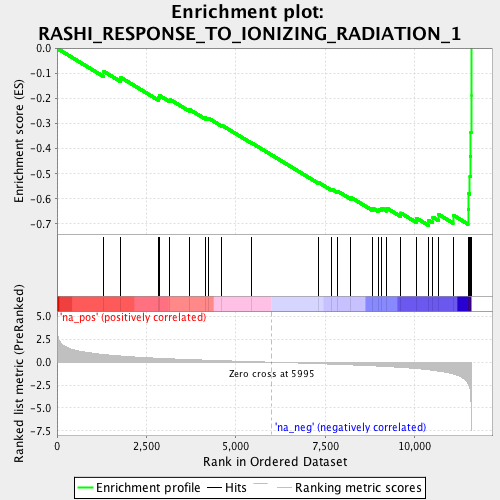 Enrichment plot:
RASHI_RESPONSE_TO_IONIZING_RADIATION_1
Enrichment score (ES)
0.0
-0.1
-0.2
-0.3
-0.4
-0.5
-0.6
-0.7
Ranked list metric (PreRanked)
5.0
2.5
0.0
-2.5
-5.0
-7.5
'na_pos' (positively correlated)
Zero cross at 5995
'na_neg' (negatively correlated)
0
2,500
5,000
7,500
10,000
Rank in Ordered Dataset
Enrichment profile
Hits
Ranking metric scores